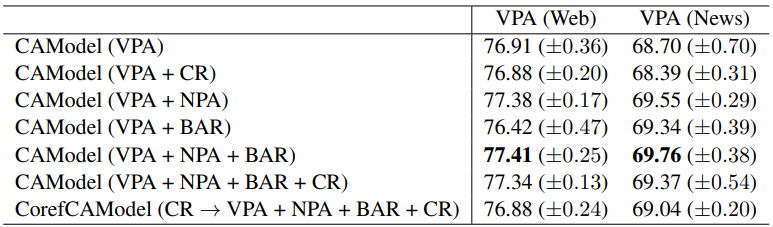 VPA (Web) VPA (News)
CAModel (VPA) 76.91 (±0.36) 68.70 (±0.70)
CAModel (VPA + CR) 76.88 (±0.20) 68.39 (±0.31)
CAModel (VPA + NPA) 77.38 (±0.17) 69.55 (±0.29)
CAModel (VPA + BAR) 76.42 (±0.47) 69.34 (±0.39)
CAModel (VPA + NPA + BAR) 77.41 (±0.25) 69.76 (±0.38)
CAModel (VPA + NPA + BAR + CR) 77.34 (±0.13) 69.37 (±0.54)
CorefCAModel (CR → VPA + NPA + BAR + CR) 76.88 (±0.24) 69.04 (±0.20)